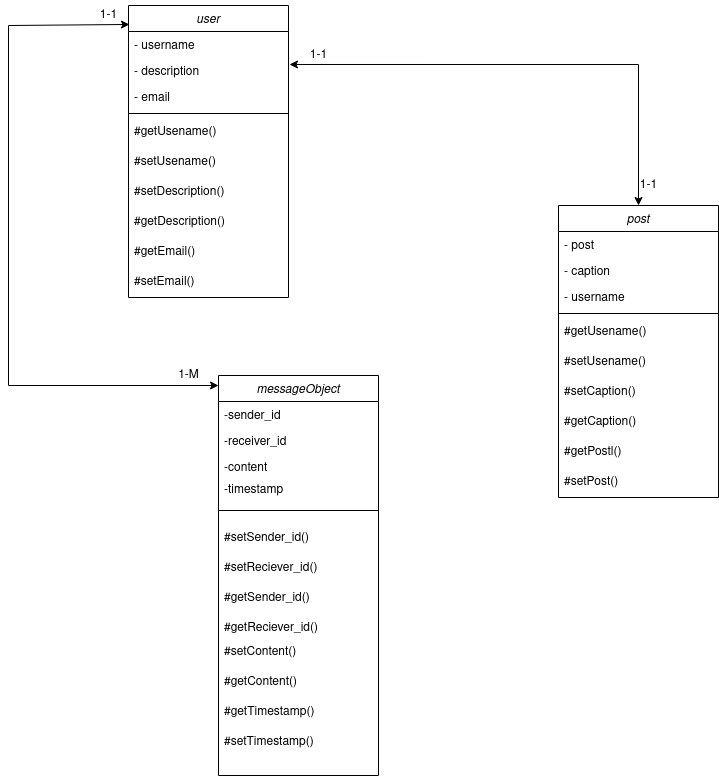 1-1
user
- username
- description
- email
#getUsename()
#setUsename()
#setDescription()
#getDescription()
#getEmail()
#setEmail()
1-1
1-1
post
- post
- caption
- username
#getUsename()
#setUsename()
#setCaption()
#getCaption()
#getPostl()
#setPost()
1-M
messageObject
-sender_id
-receiver_id
-content
-timestamp
#setSender_id()
#setReciever_id()
#getSender_id()
#getReciever_id()
#setContent()
#getContent()
#getTimestamp()
#setTimestamp()